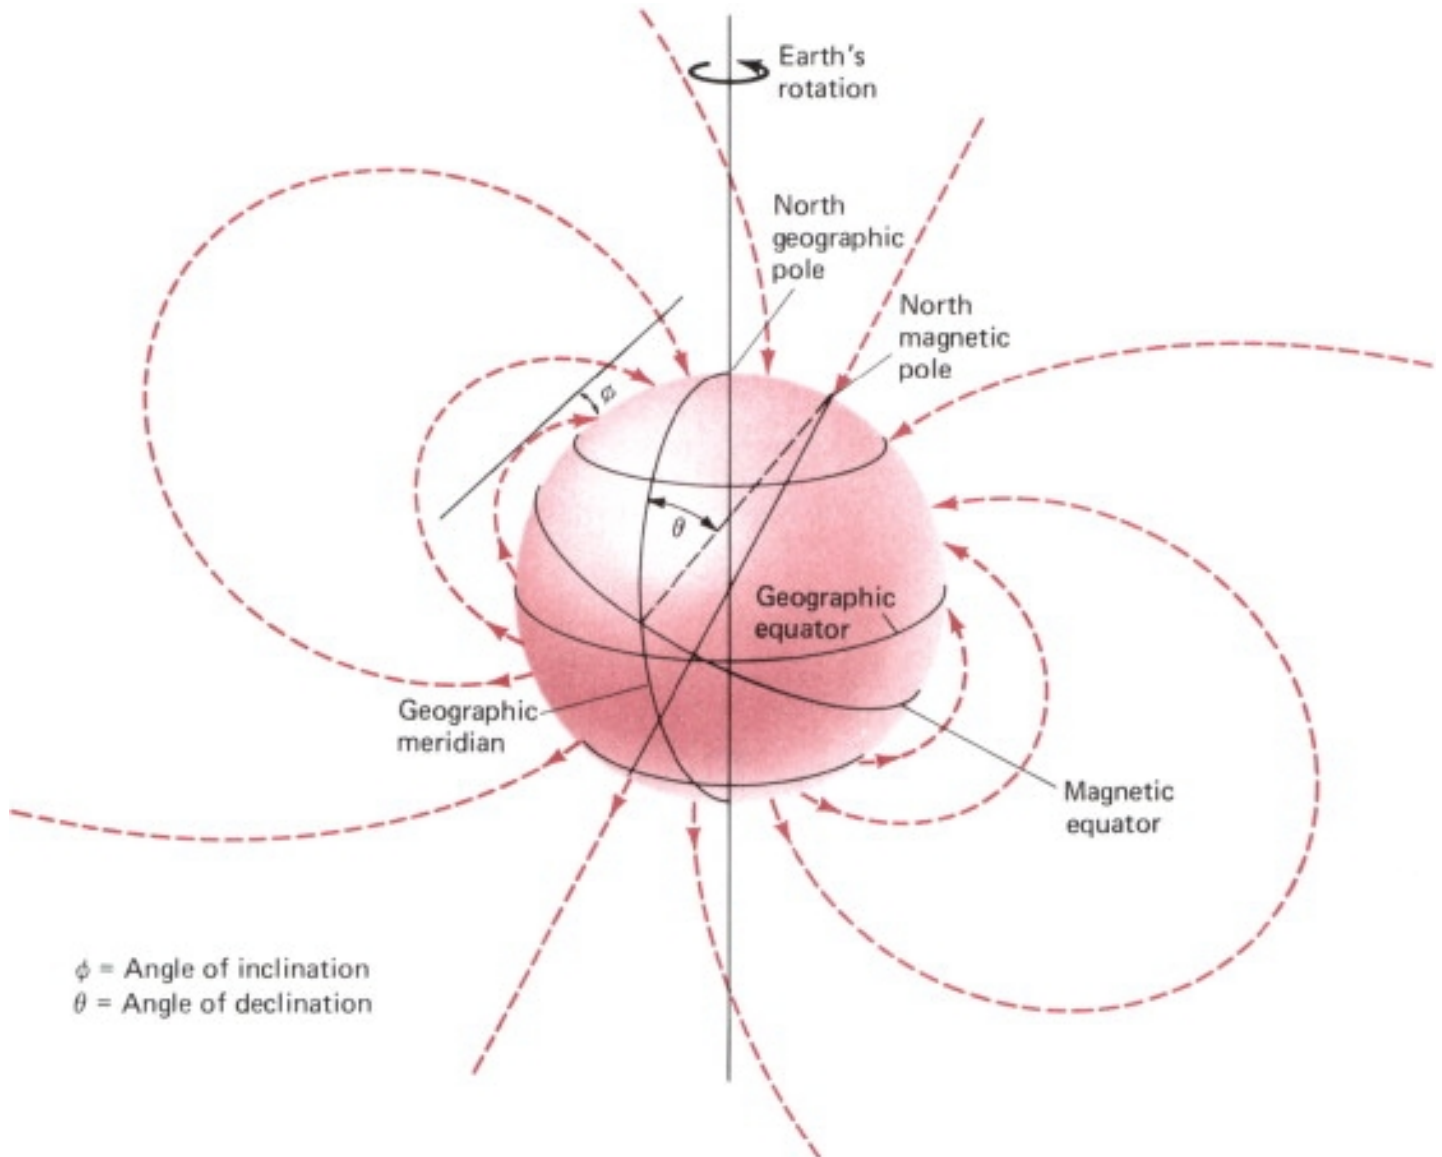 Earth's
rotation
North
geographic
pole
North
magnetic
pole
ø
θ
Geographic
equator
Geographic
meridian
Magnetic
equator
ϕ = Angle of inclination
θ = Angle of declination